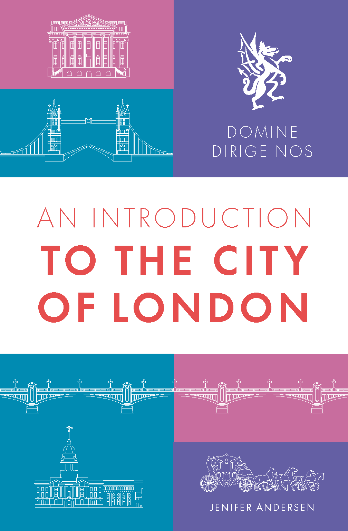 DOMINE
DIRIGE NOS
AN INTRODUCTION
TO THE CITY
OF LONDON
JENIFER ANDERSEN